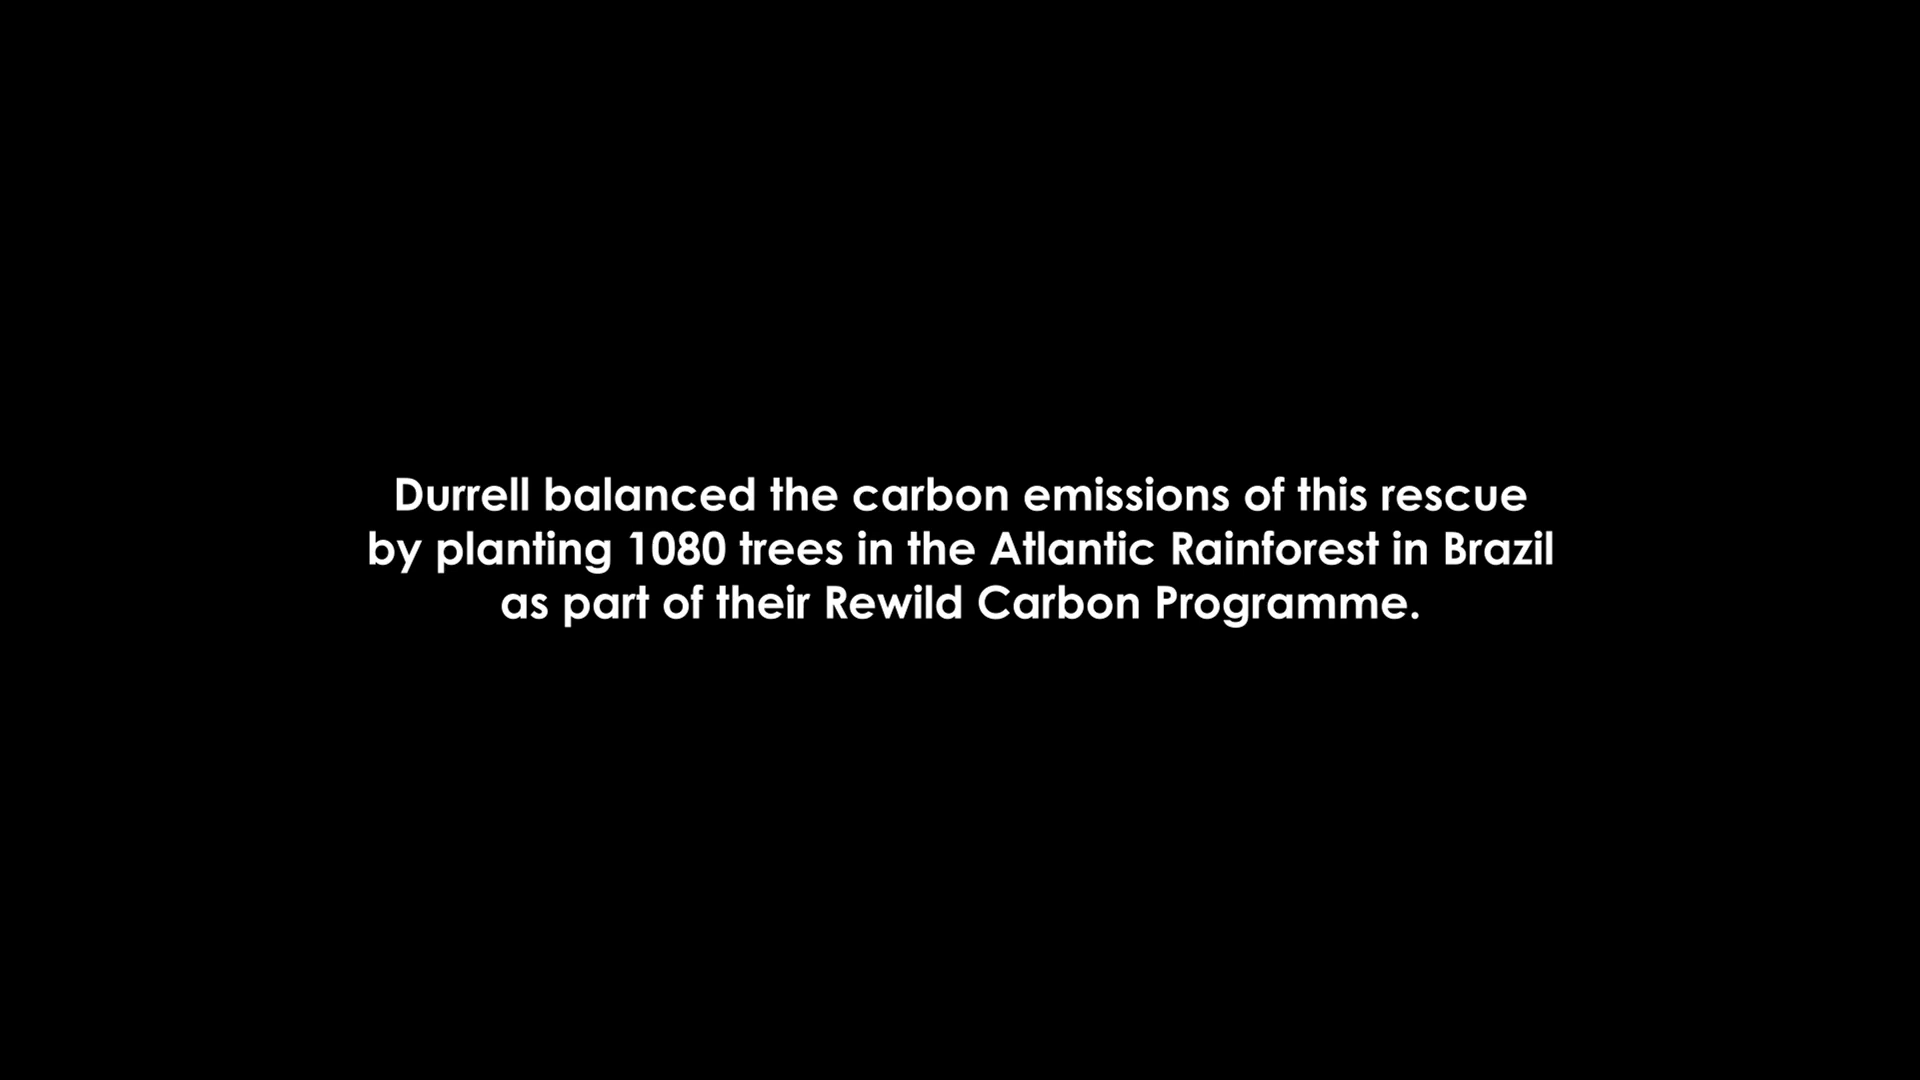 Durrell balanced the carbon emissions of this rescue
by planting 1080 trees in the Atlantic Rainforest in Brazil
as part of their Rewild Carbon Programme.